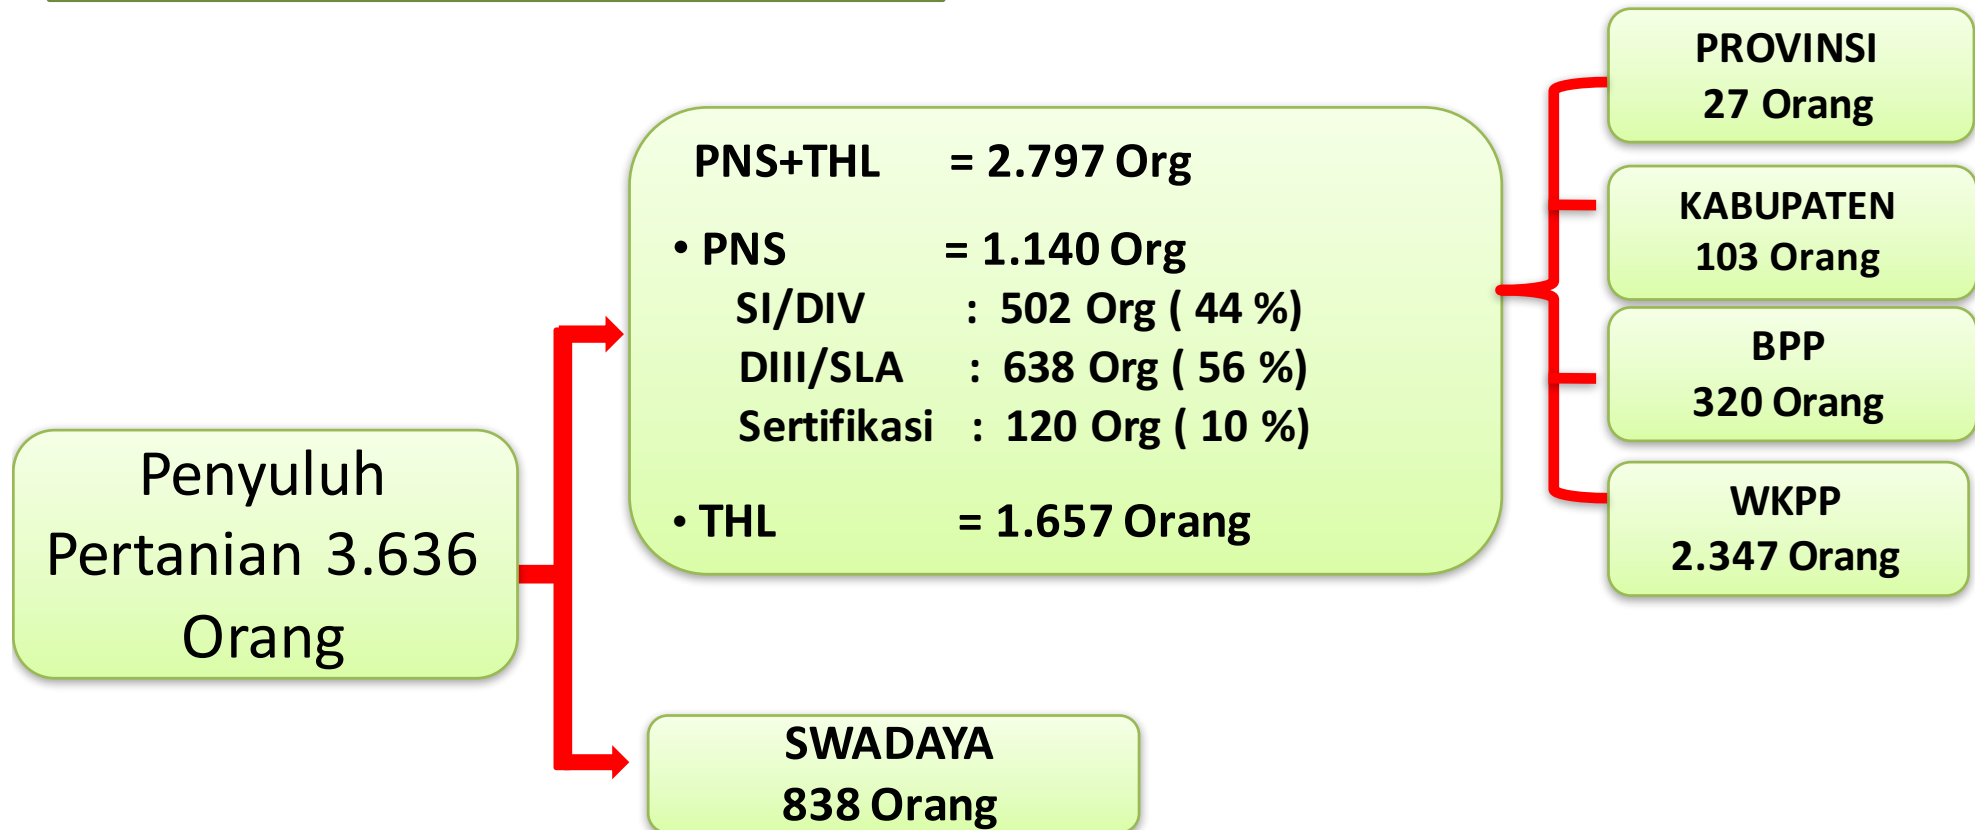 Penyuluh
Pertanian 3.636
Orang
PNS+THL = 2.797 Org
• PNS = 1.140 Org
SI/DIV : 502 Org ( 44 %)
DIII/SLA : 638 Org ( 56 %)
Sertifikasi : 120 Org ( 10 %)
• THL = 1.657 Orang
SWADAYA
838 Orang
PROVINSI
27 Orang
KABUPATEN
103 Orang
BPP
320 Orang
WKPP
2.347 Orang